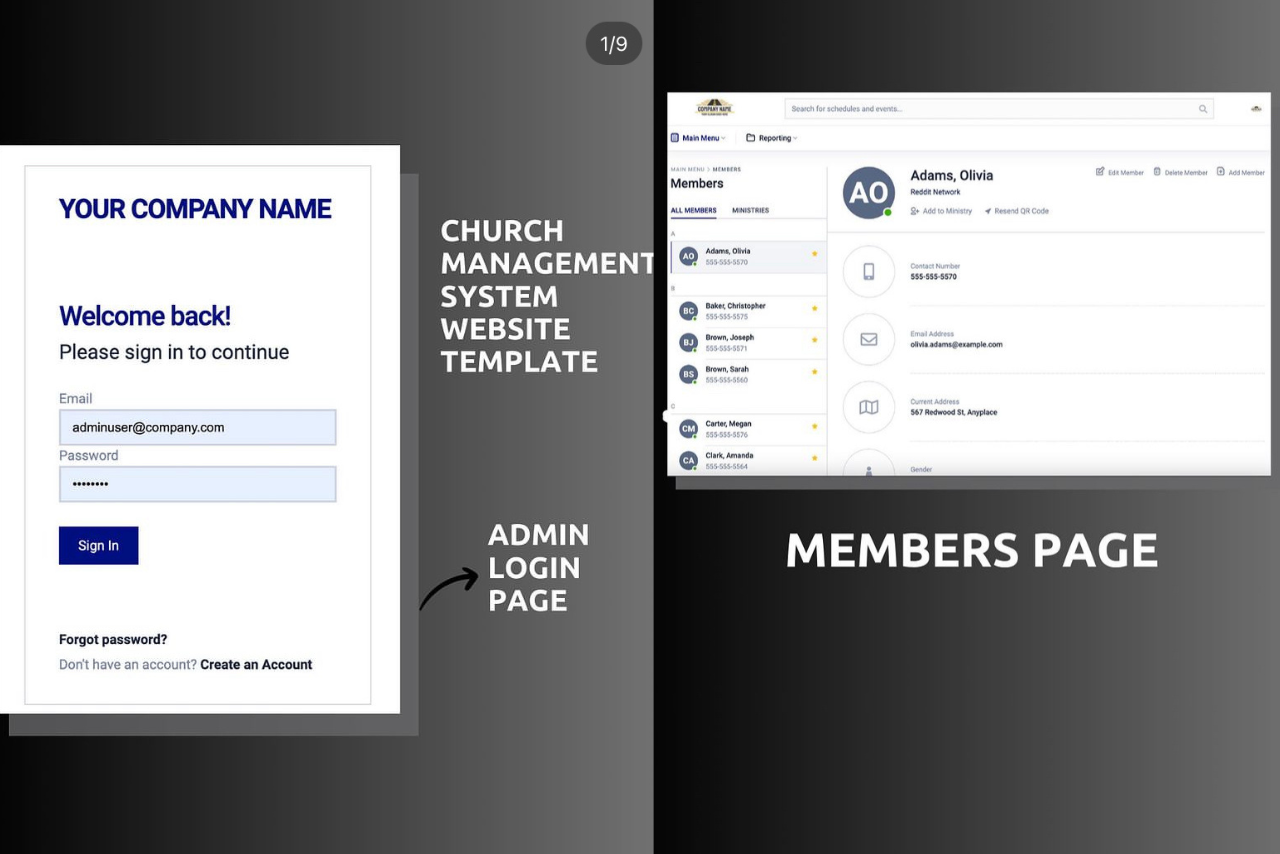 1/9
YOUR COMPANY NAME
Welcome back!
Please sign in to continue
Email
adminuser@company.com
Password
••••••••
Sign In
Forgot password?
Don't have an account? Create an Account
CHURCH
MANAGEMENT
SYSTEM
WEBSITE
TEMPLATE
ADMIN
LOGIN
PAGE
COMPANY NAME
Search for schedules and events...
Main Menu
Reporting
MAIN MENU > MEMBERS
Members
ALL MEMBERS MINISTRIES
A
AO Adams, Olivia
555-555-5570
B
BC Baker, Christopher
555-555-5575
BJ Brown, Joseph
555-555-5571
BS Brown, Sarah
555-555-5560
C
CM Carter, Megan
555-555-5576
CA Clark, Amanda
555-555-5564
AO
Adams, Olivia
Reddit Network
Add to Ministry Resend QR Code
Edit Member Delete Member Add Member
Contact Number
555-555-5570
Email Address
olivia.adams@example.com
Current Address
567 Redwood St, Anyplace
Gender
MEMBERS PAGE